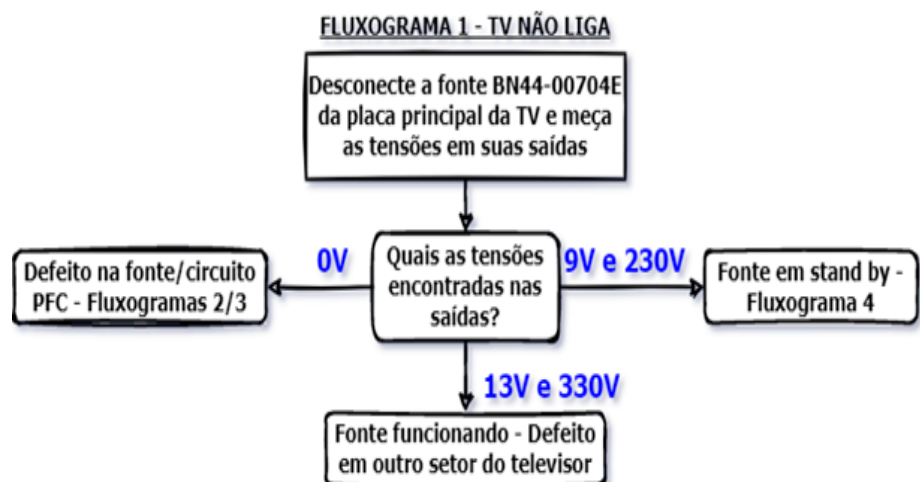 FLUXOGRAMA 1 - TV NÃO LIGA
Desconecte a fonte BN44-00704E
da placa principal da TV e meça
as tensões em suas saídas
0V
Quais as tensões
encontradas nas
saídas?
9V e 230V
Defeito na fonte/circuito
PFC - Fluxogramas 2/3
Fonte em stand by -
Fluxograma 4
13V e 330V
Fonte funcionando - Defeito
em outro setor do televisor